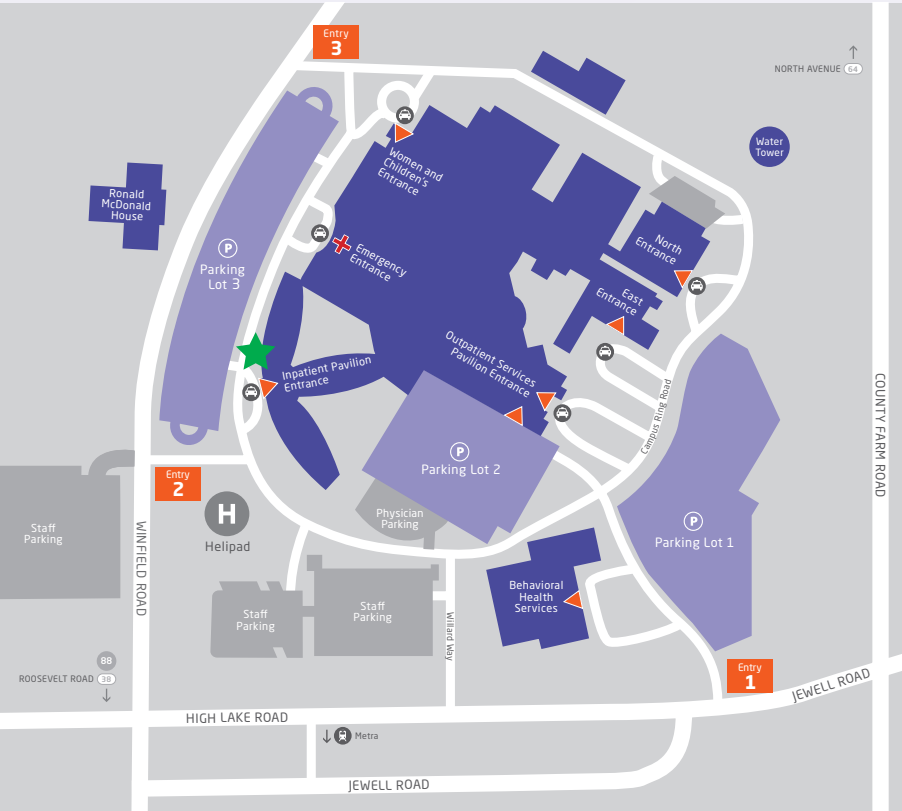 Entry
3
NORTH AVENUE 64
Water
Tower
Women and
Children's
Entrance
Ronald
McDonald
House
P
Parking
Lot 3
Emergency
Entrance
North
Entrance
East
Entrance
Outpatient Services
Pavilion Entrance
Inpatient Pavilion
Entrance
Campus Ring Road
COUNTY FARM ROAD
P
Parking Lot 2
Entry
2
H
Helipad
Physician
Parking
P
Parking Lot 1
Staff
Parking
WINFIELD ROAD
Behavioral
Health
Services
Staff
Parking
Staff
Parking
Willard Way
88
ROOSEVELT ROAD 38
Entry
1
JEWELL ROAD
HIGH LAKE ROAD
Metra
JEWELL ROAD